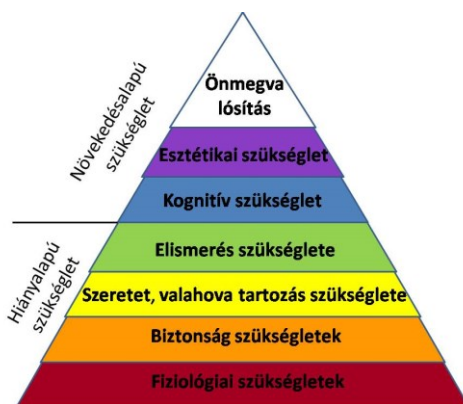 Növekedésalapú
szükséglet
Hiányalapú
szükséglet
Önmegva
lósítás
Esztétikai szükséglet
Kognitív szükséglet
Elismerés szükséglete
Szeretet, valahova tartozás szükséglete
Biztonság szükségletek
Fiziológiai szükségletek